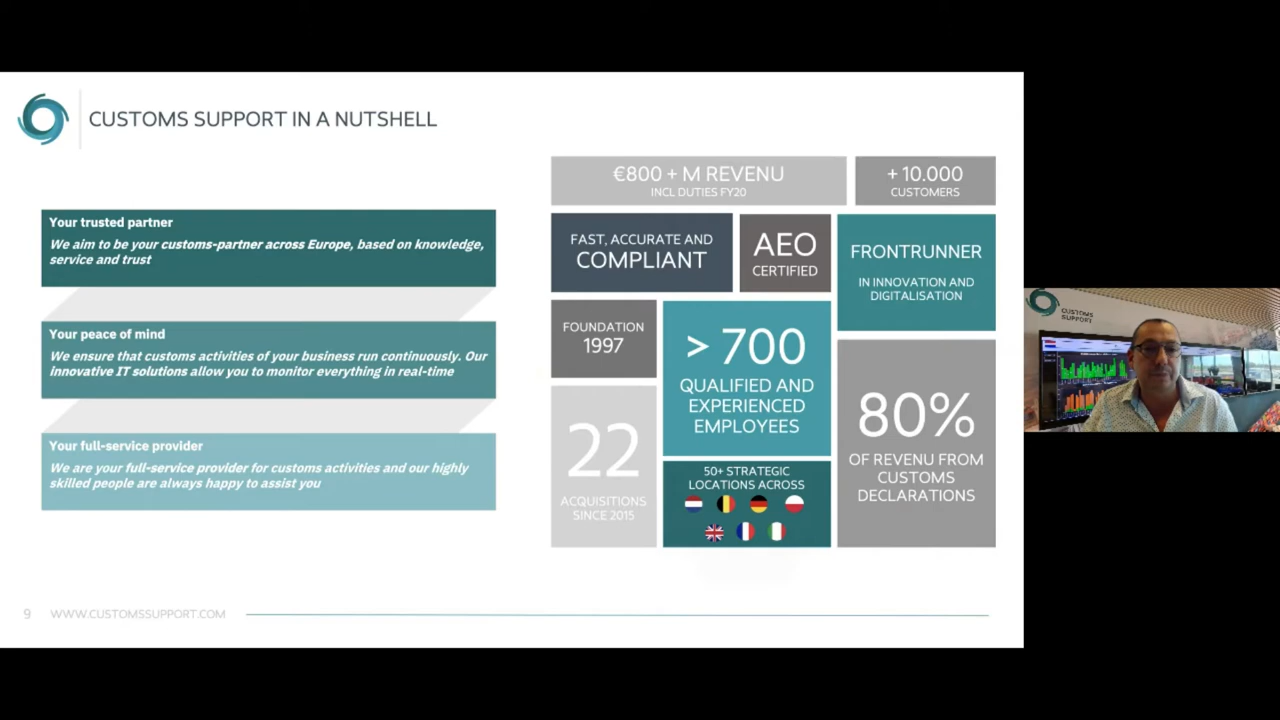 CUSTOMS SUPPORT IN A NUTSHELL
Your trusted partner
We aim to be your customs-partner across Europe, based on knowledge,
service and trust
Your peace of mind
We ensure that customs activities of your business run continuously. Our
innovative IT solutions allow you to monitor everything in real-time
Your full-service provider
We are your full-service provider for customs activities and our highly
skilled people are always happy to assist you
€800 + M REVENU
INCL DUTIES FY20
+ 10.000
CUSTOMERS
FAST, ACCURATE AND
COMPLIANT
AEO
CERTIFIED
FRONTRUNNER
IN INNOVATION AND
DIGITALISATION
FOUNDATION
1997
> 700
QUALIFIED AND
EXPERIENCED
EMPLOYEES
22
ACQUISITIONS
SINCE 2015
50+ STRATEGIC
LOCATIONS ACROSS
80%
OF REVENU FROM
CUSTOMS
DECLARATIONS
CUSTOMS
SUPPORT
9 WWW.CUSTOMSSUPPORT.COM